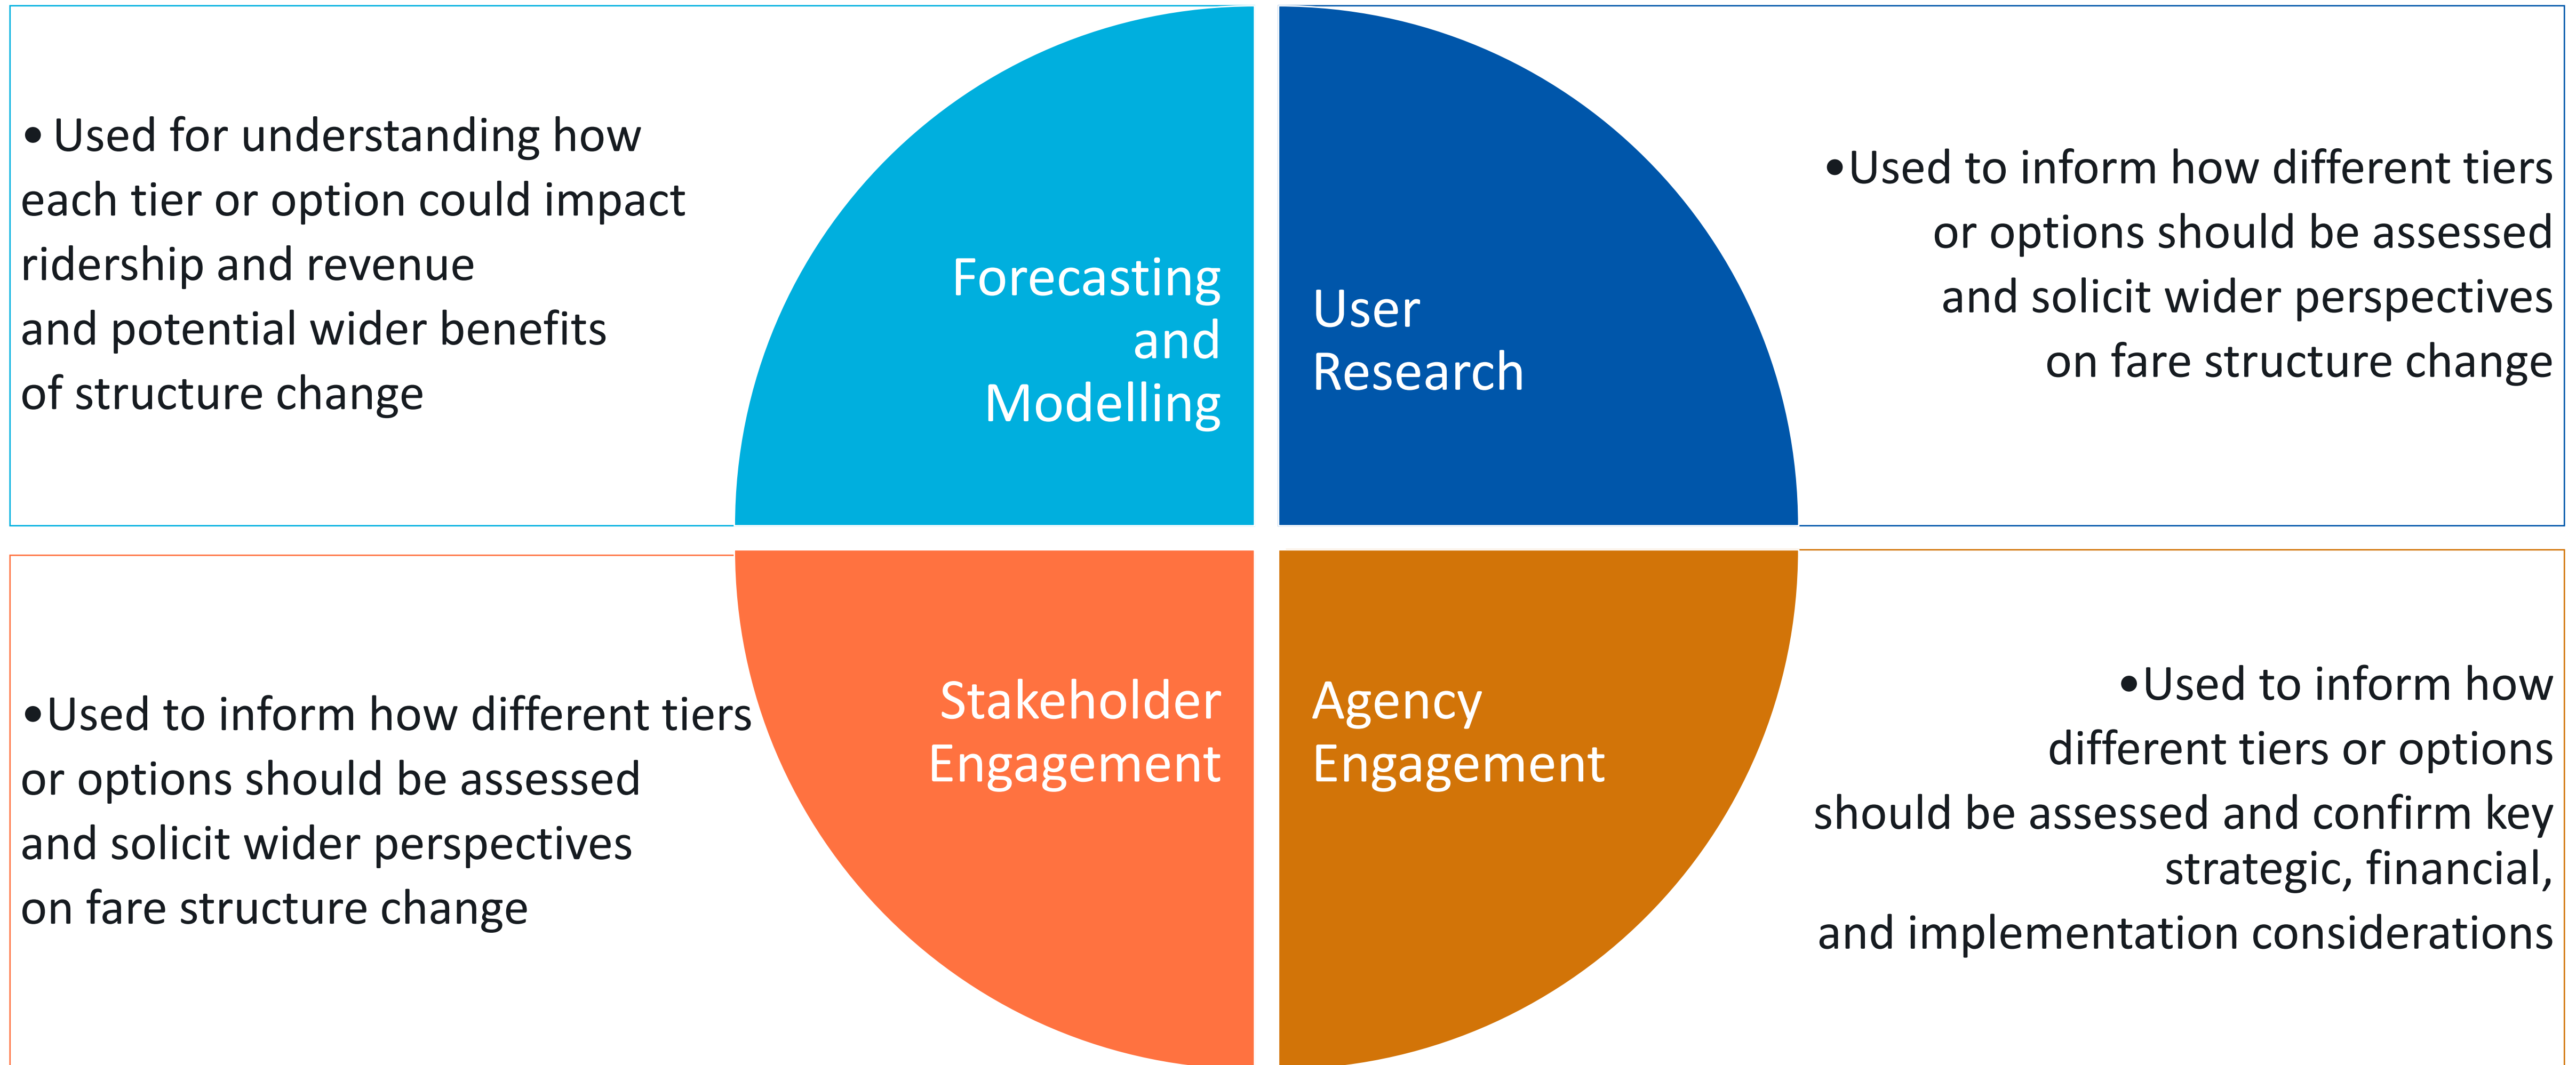 • Used for understanding how
each tier or option could impact
ridership and revenue
and potential wider benefits
of structure change
Forecasting
and
Modelling
User
Research
•Used to inform how different tiers
or options should be assessed
and solicit wider perspectives
on fare structure change
•Used to inform how different tiers
or options should be assessed
and solicit wider perspectives
on fare structure change
Stakeholder
Engagement
Agency
Engagement
•Used to inform how
different tiers or options
should be assessed and confirm key
strategic, financial,
and implementation considerations